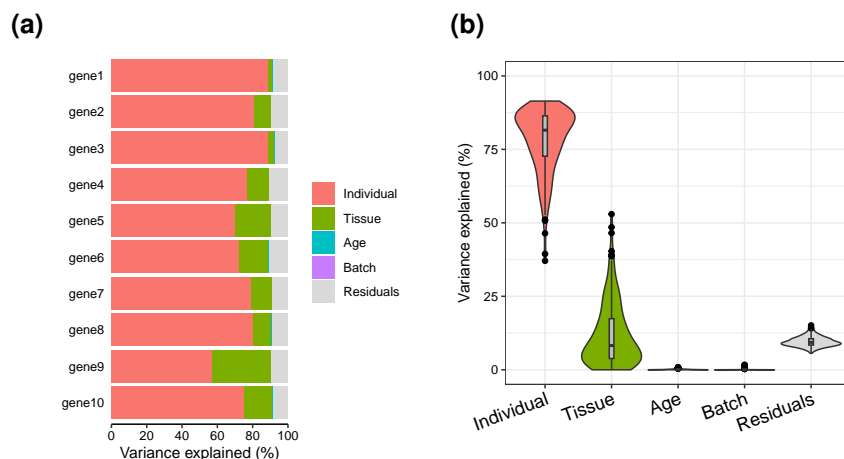 (a)
gene1
gene2
gene3
gene4
gene5
gene6
gene7
gene8
gene9
gene10
0 20 40 60 80 100
Variance explained (%)
Individual
Tissue
Age
Batch
Residuals
(b)
Variance explained (%)
100
75
50
25
0
Individual Tissue Age Batch Residuals